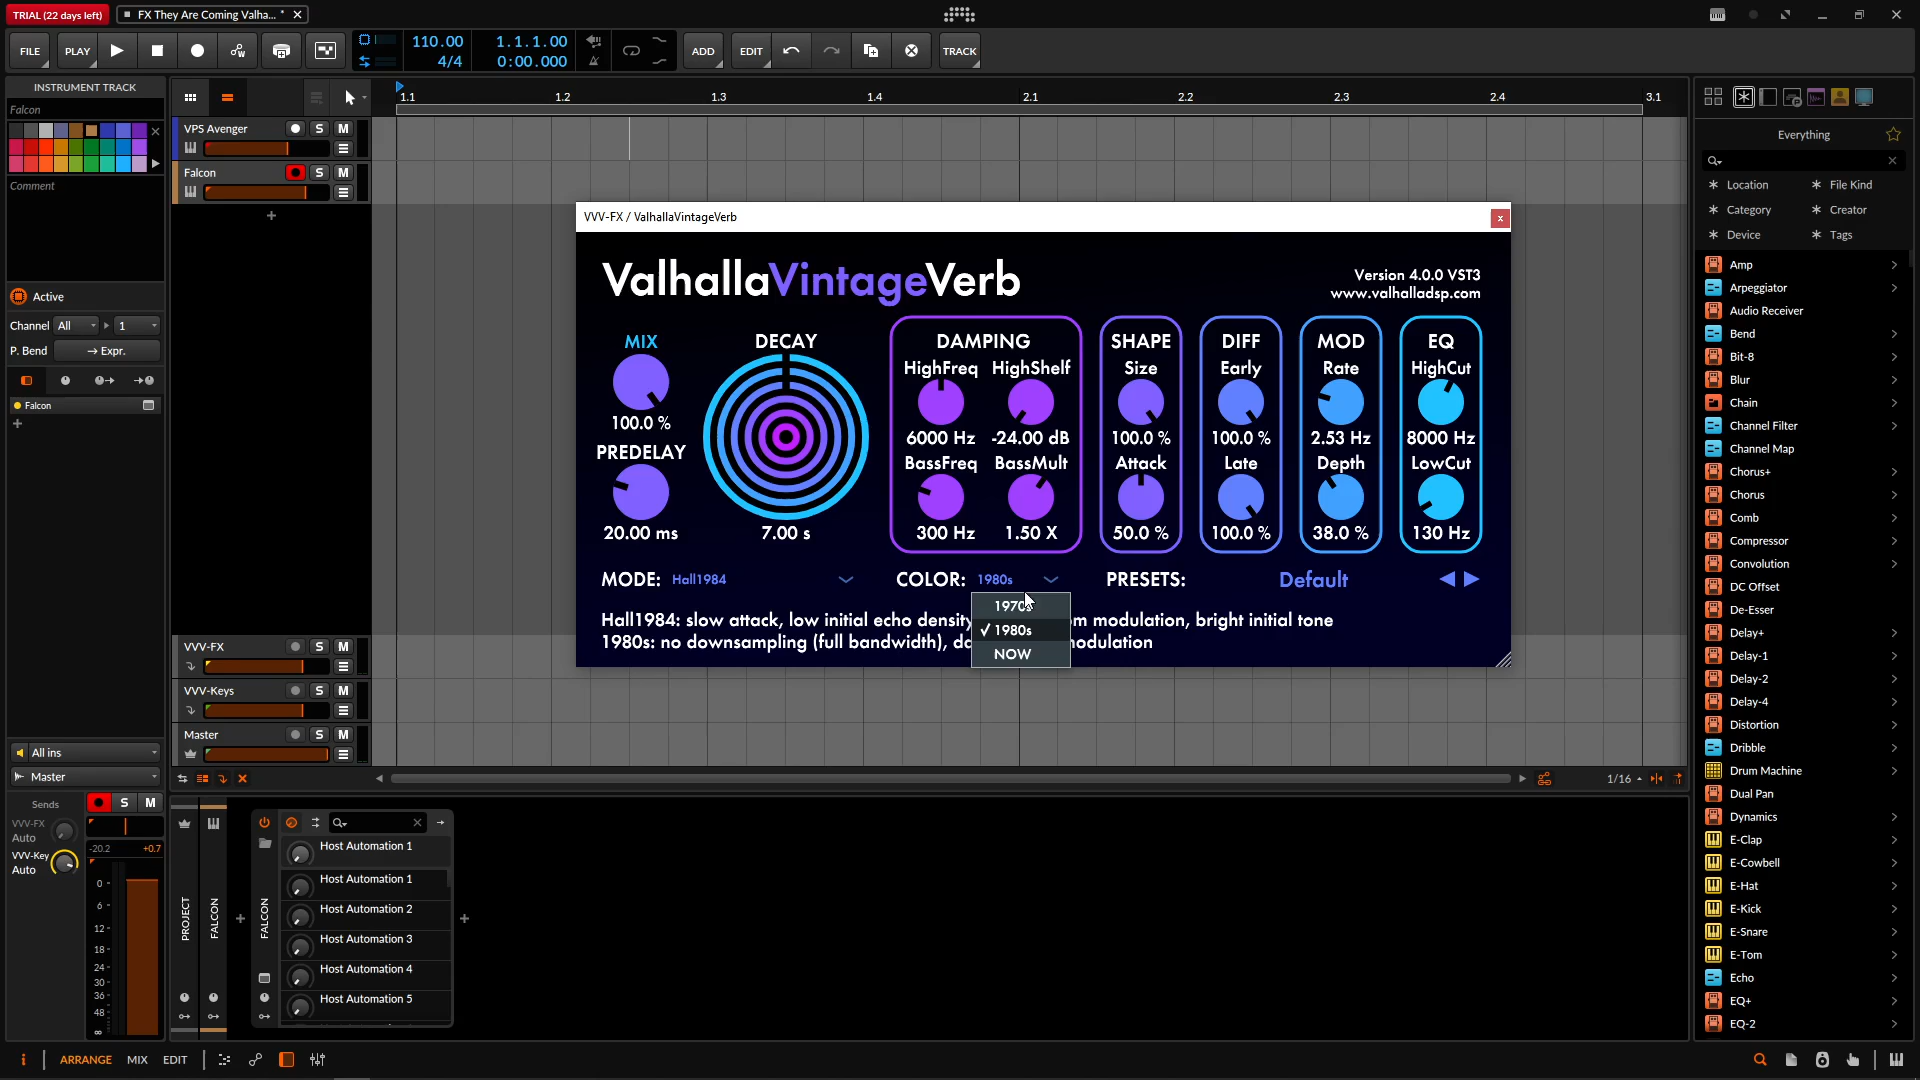 TRIAL (22 days left)
FX They Are Coming Valha... *
FILE
PLAY
110.00
4/4
1.1.1.00
0:00.000
ADD
EDIT
TRACK
INSTRUMENT TRACK
Falcon
Comment
Active
Channel All 1
P. Bend → Expr.
Falcon
1.1 1.2 1.3 1.4 2.1 2.2 2.3 2.4 3.1
VPS Avenger S M
Falcon S M
VVV-FX / ValhallaVintageVerb
ValhallaVintageVerb
Version 4.0.0 VST3
www.valhalladsp.com
MIX
100.0 %
PREDELAY
20.00 ms
DECAY
7.00 s
DAMPING
HighFreq HighShelf
6000 Hz -24.00 dB
BassFreq BassMult
300 Hz 1.50 X
SHAPE
Size
100.0 %
Attack
50.0 %
DIFF
Early
100.0 %
Late
100.0 %
MOD
Rate
2.53 Hz
Depth
38.0 %
EQ
HighCut
8000 Hz
LowCut
130 Hz
MODE: Hall1984 COLOR: 1980s PRESETS: Default
1970s
✓ 1980s
NOW
Hall1984: slow attack, low initial echo density m modulation, bright initial tone
1980s: no downsampling (full bandwidth), da odulation
VVV-FX S M
VVV-Keys S M
Master S M
1/16
All ins
Master
Sends
VVV-FX
Auto
VVV-Key
Auto
S M
-20.2 +0.7
0
6
12
18
24
30
36
48
∞
PROJECT
FALCON
FALCON
Host Automation 1
Host Automation 1
Host Automation 2
Host Automation 3
Host Automation 4
Host Automation 5
Everything
Location File Kind
Category Creator
Device Tags
Amp
Arpeggiator
Audio Receiver
Bend
Bit-8
Blur
Chain
Channel Filter
Channel Map
Chorus+
Chorus
Comb
Compressor
Convolution
DC Offset
De-Esser
Delay+
Delay-1
Delay-2
Delay-4
Distortion
Dribble
Drum Machine
Dual Pan
Dynamics
E-Clap
E-Cowbell
E-Hat
E-Kick
E-Snare
E-Tom
Echo
EQ+
EQ-2
i ARRANGE MIX EDIT